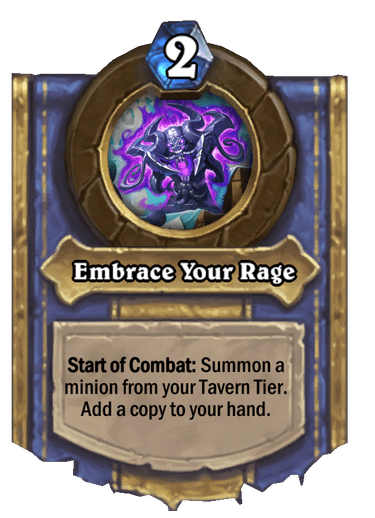 2
Embrace Your Rage
Start of Combat: Summon a
minion from your Tavern Tier.
Add a copy to your hand.